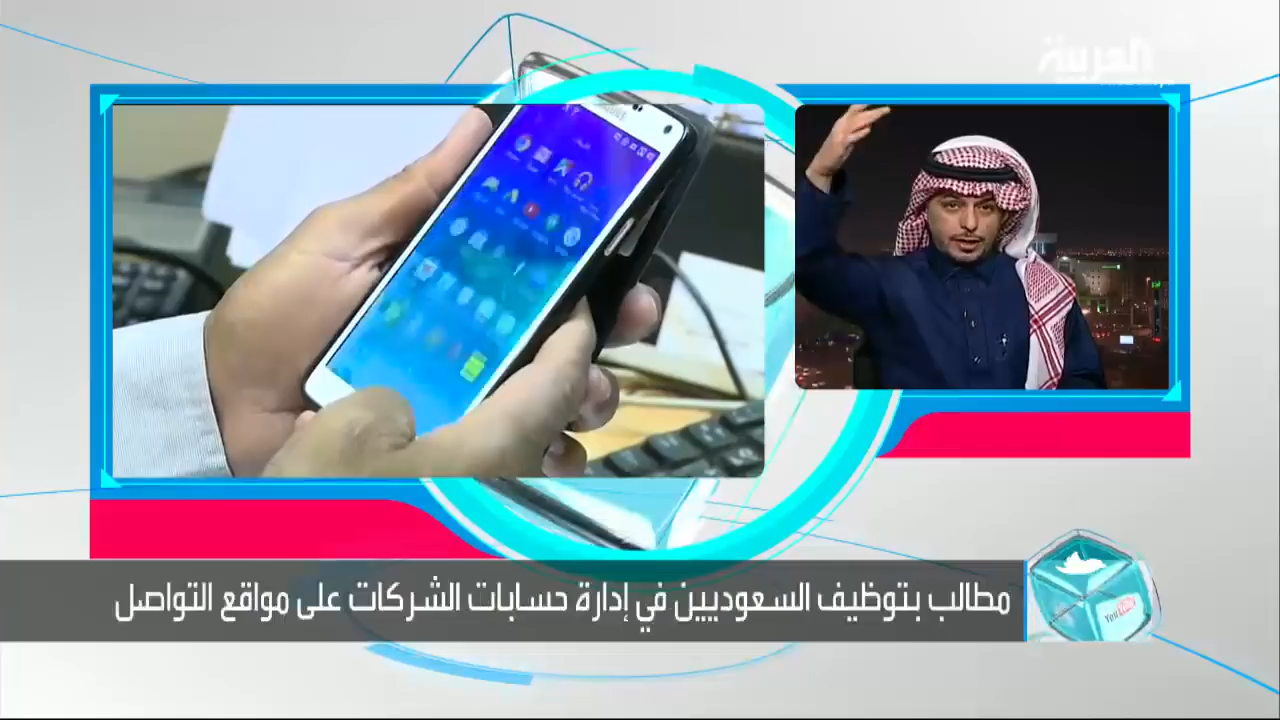 العربية
مطالب بتوظيف السعوديين في إدارة حسابات الشركات على مواقع التواصل
YouTube